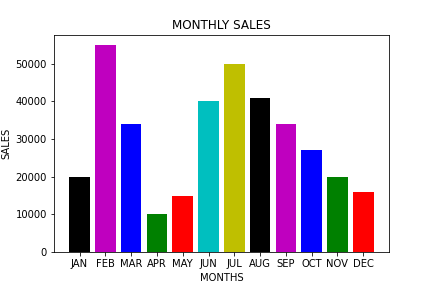 MONTHLY SALES
50000
40000
30000
20000
10000
0
SALES
JAN FEB MAR APR MAY JUN JUL AUG SEP OCT NOV DEC
MONTHS